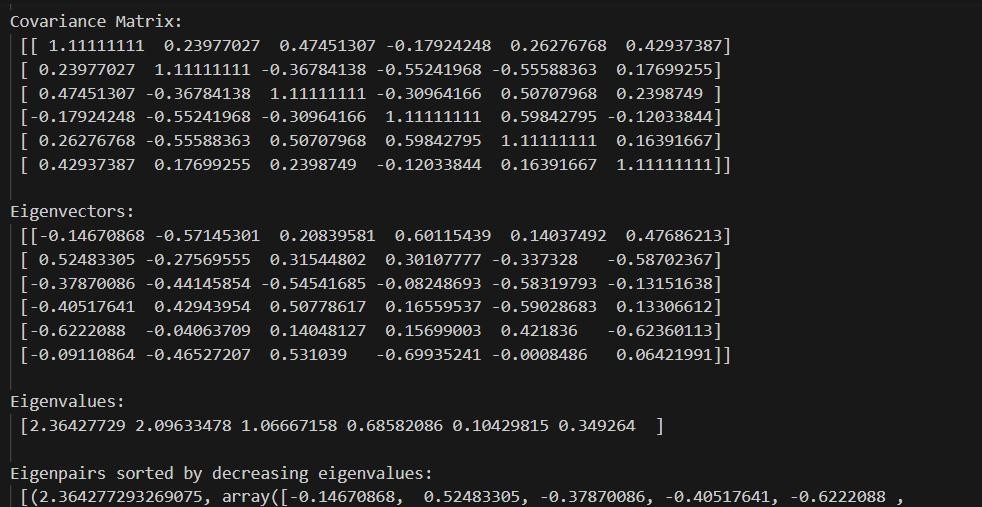 Covariance Matrix:
[[ 1.11111111  0.23977027  0.47451307 -0.17924248  0.26276768  0.42937387]
[ 0.23977027  1.11111111 -0.36784138 -0.55241968 -0.55588363  0.17699255]
[ 0.47451307 -0.36784138  1.11111111 -0.30964166  0.50707968  0.2398749 ]
[-0.17924248 -0.55241968 -0.30964166  1.11111111  0.59842795 -0.12033844]
[ 0.26276768 -0.55588363  0.50707968  0.59842795  1.11111111  0.16391667]
[ 0.42937387  0.17699255  0.2398749  -0.12033844  0.16391667  1.11111111]]
Eigenvectors:
[[-0.14670868 -0.57145301  0.20839581  0.60115439  0.14037492  0.47686213]
[ 0.52483305 -0.27569555  0.31544802  0.30107777 -0.337328   -0.58702367]
[-0.37870086 -0.44145854 -0.54541685 -0.08248693 -0.58319793 -0.13151638]
[-0.40517641  0.42943954  0.50778617  0.16559537 -0.59028683  0.13306612]
[-0.6222088  -0.04063709  0.14048127  0.15699003  0.421836   -0.62360113]
[-0.09110864 -0.46527207  0.531039   -0.69935241 -0.0008486   0.06421991]]
Eigenvalues:
[2.36427729 2.09633478 1.06667158 0.68582086 0.10429815 0.349264  ]
Eigenpairs sorted by decreasing eigenvalues:
[(2.364277293269075, array([-0.14670868,  0.52483305, -0.37870086, -0.40517641, -0.6222088 ,